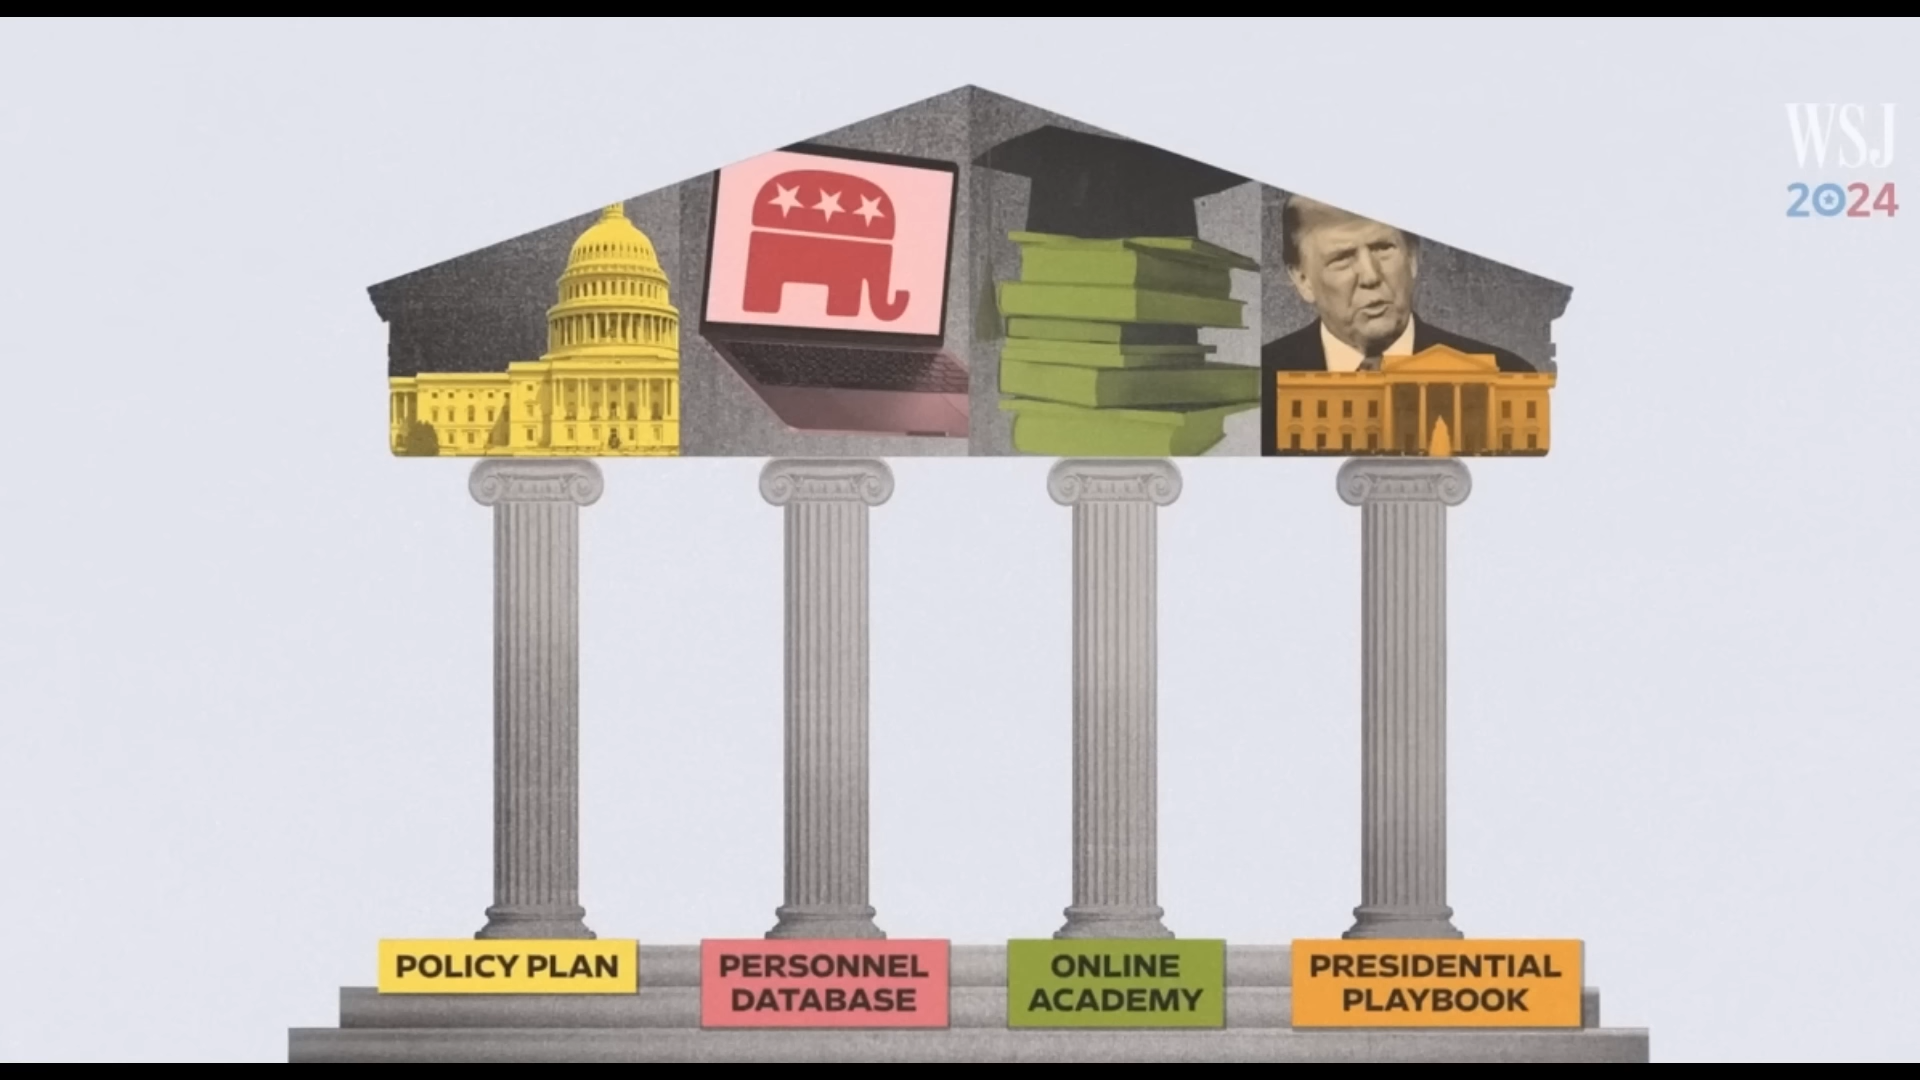 WSJ
2024
POLICY PLAN
PERSONNEL
DATABASE
ONLINE
ACADEMY
PRESIDENTIAL
PLAYBOOK